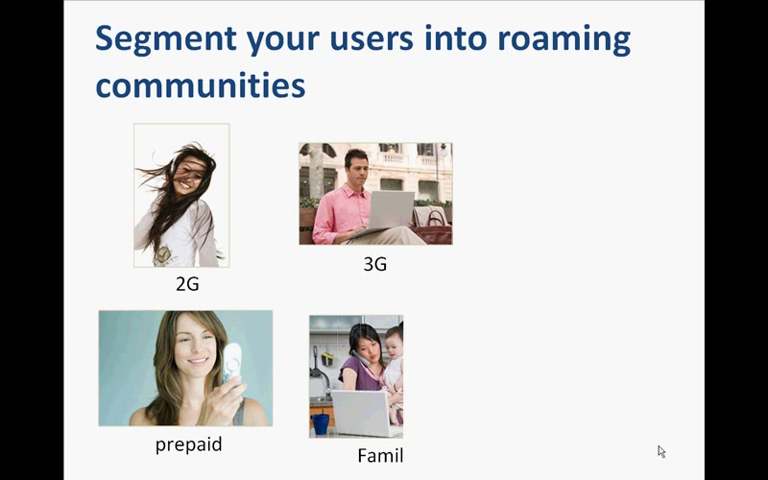 Segment your users into roaming
communities
2G
3G
prepaid
Famil